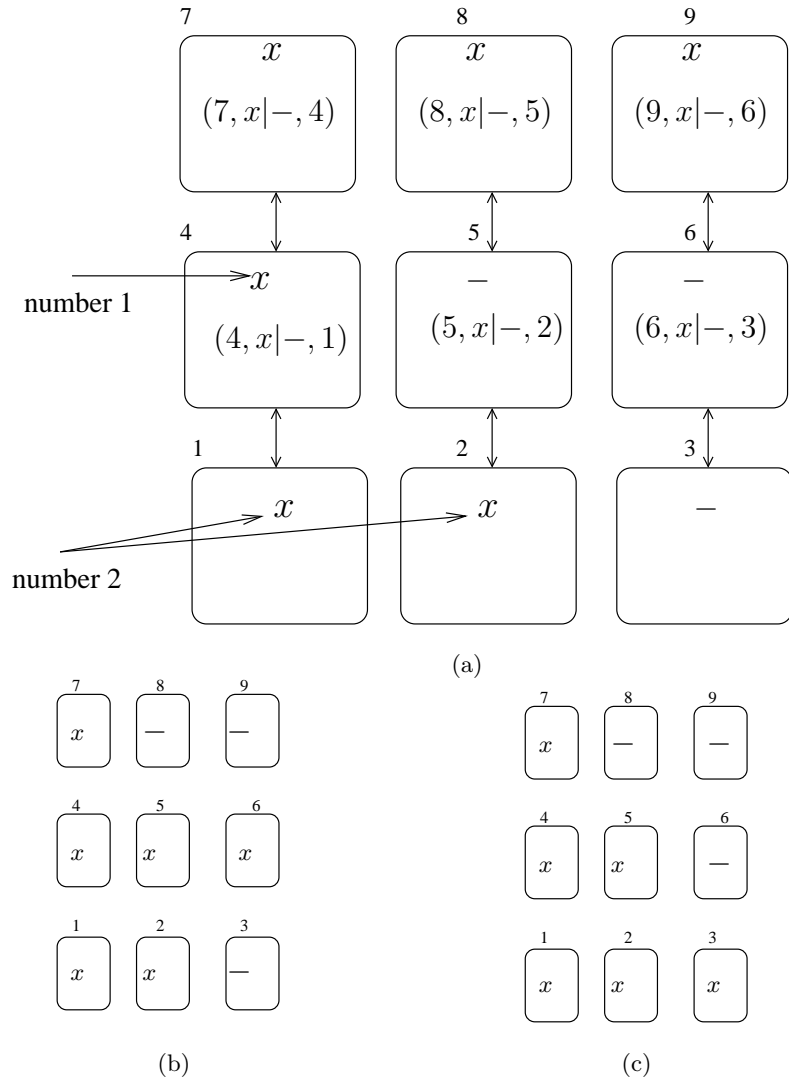 7 8 9
x x x
(7, x|−, 4) (8, x|−, 5) (9, x|−, 6)
4 5 6
x − −
number 1
(4, x|−, 1) (5, x|−, 2) (6, x|−, 3)
1 2 3
x x −
number 2
(a)
7 8 9
x − −
4 5 6
x x x
1 2 3
x x −
(b)
7 8 9
x − −
4 5 6
x x −
1 2 3
x x x
(c)